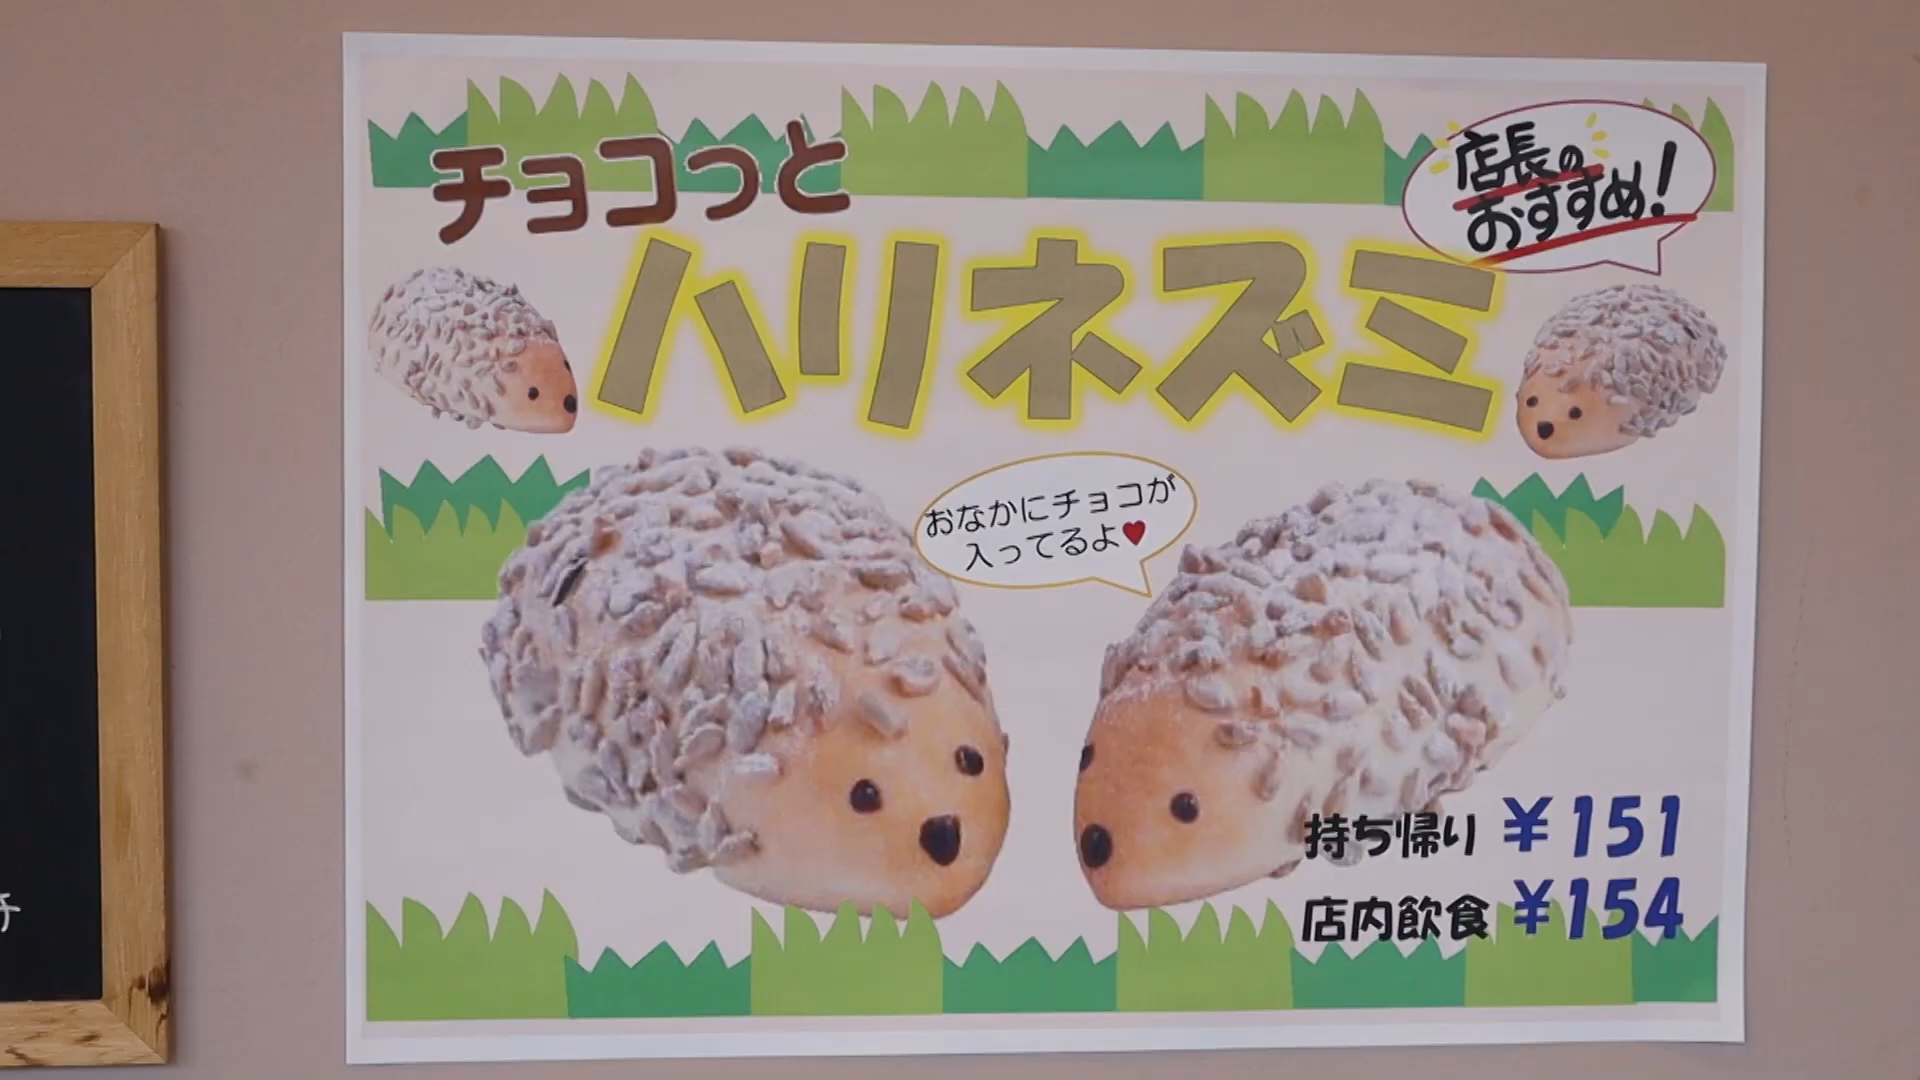 チョコっと
ハリネズミ
店長の
おすすめ!
おなかにチョコが
入ってるよ♥
持ち帰り ¥151
店内飲食 ¥154
チ